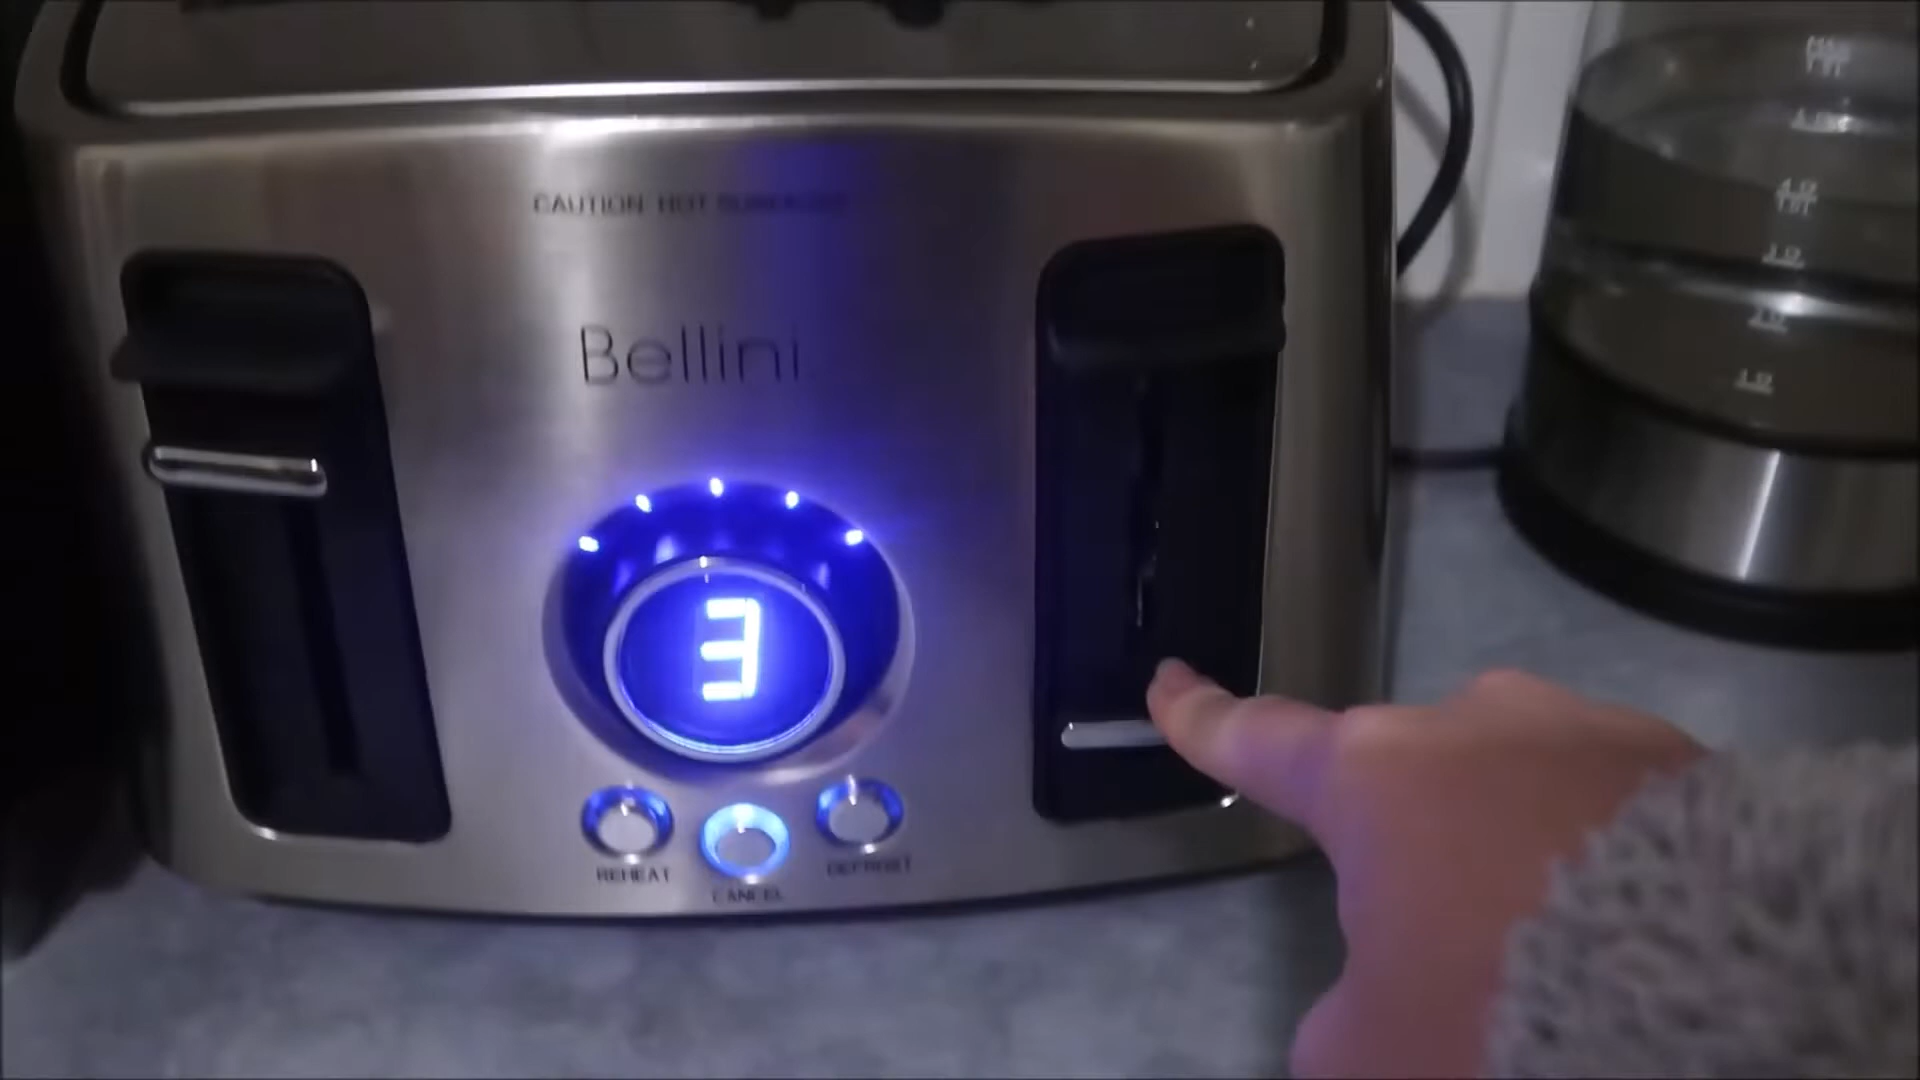 CAUTION HOT SURFACES
Bellini
3
REHEAT
CANCEL
DEFROST